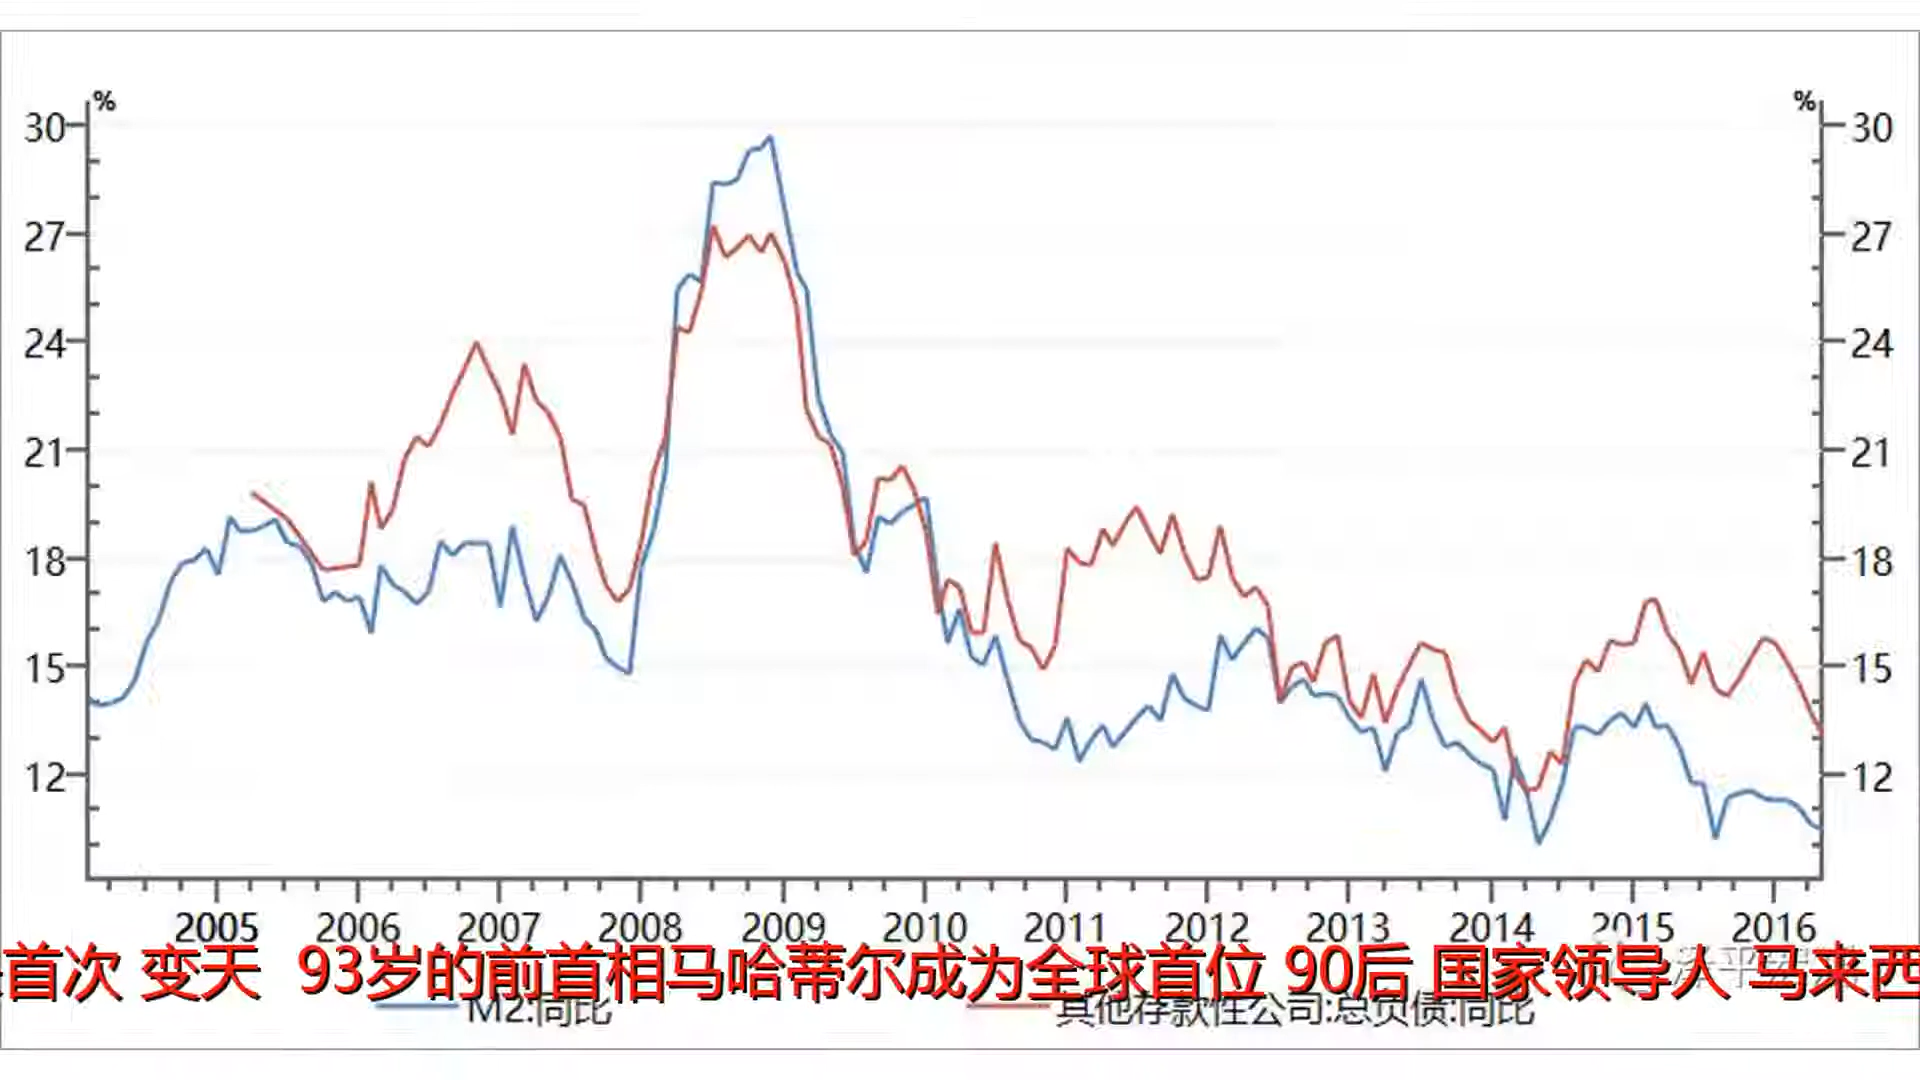 % %
30 30
27 27
24 24
21 21
18 18
15 15
12 12
2005 2006 2007 2008 2009 2010 2011 2012 2013 2014 2015 2016
首次 变天 93岁的前首相马哈蒂尔成为全球首位 90后 国家领导人 马来西
M2:同比 其他存款性公司:总负债:同比